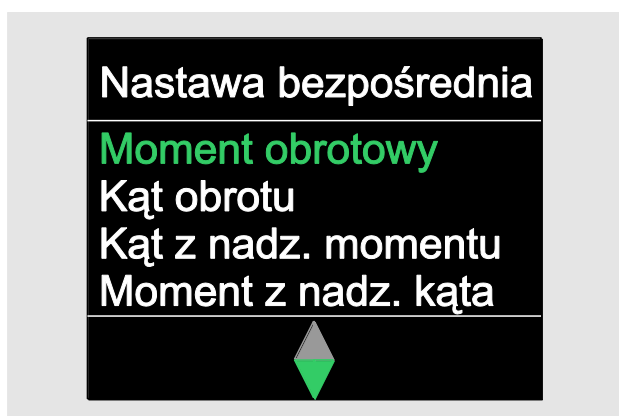 Nastawa bezpośrednia
Moment obrotowy
Kąt obrotu
Kąt z nadz. momentu
Moment z nadz. kąta